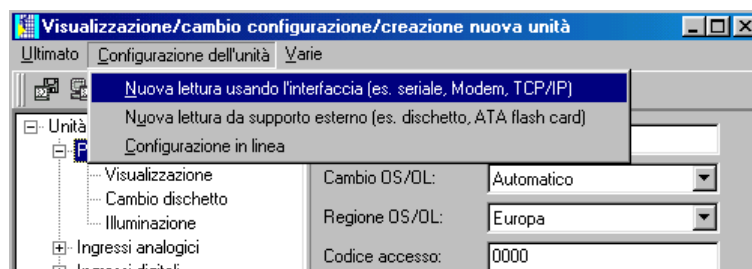 Visualizzazione/cambio configurazione/creazione nuova unità
Ultimato Configurazione dell'unità Varie
Nuova lettura usando l'interfaccia (es. seriale, Modem, TCP/IP)
Nuova lettura da supporto esterno (es. dischetto, ATA flash card)
Configurazione in linea
Unità
Visualizzazione
Cambio dischetto
Illuminazione
Ingressi analogici
Ingressi digitali
Cambio OS/OL: Automatico
Regione OS/OL: Europa
Codice accesso: 0000